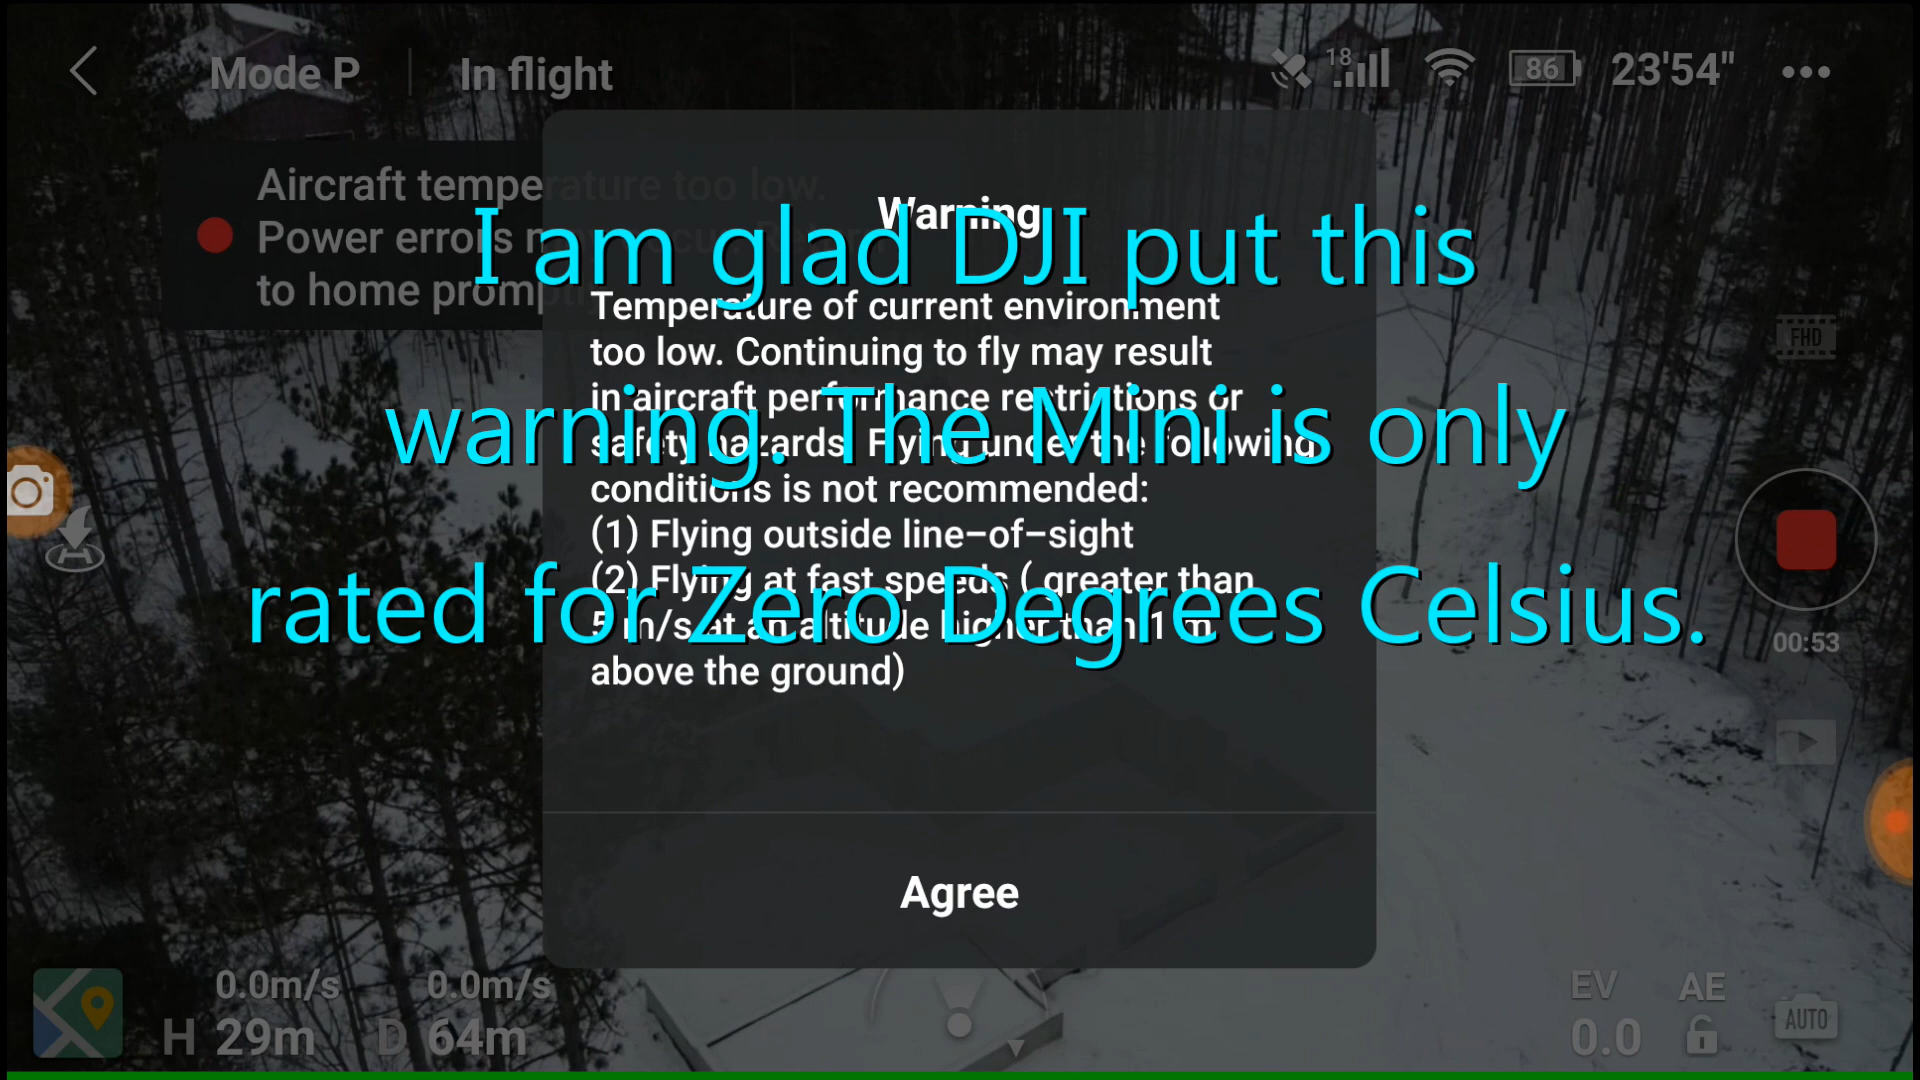 Mode P
In flight
18
86
23'54"
Aircraft temperature too low.
Power errors
to home
Warning
Temperature of current environment
too low. Continuing to fly may result
in aircraft performance restrictions or
safety hazards. Flying under the following
conditions is not recommended:
(1) Flying outside line-of-sight
(2) Flying at fast speeds ( greater than
5 m/s at an altitude higher than 1 m
above the ground)
Agree
I am glad DJI put this
warning. The Mini is only
rated for Zero Degrees Celsius.
FHD
00:53
0.0m/s
0.0m/s
H 29m
D 64m
EV
0.0
AE
AUTO